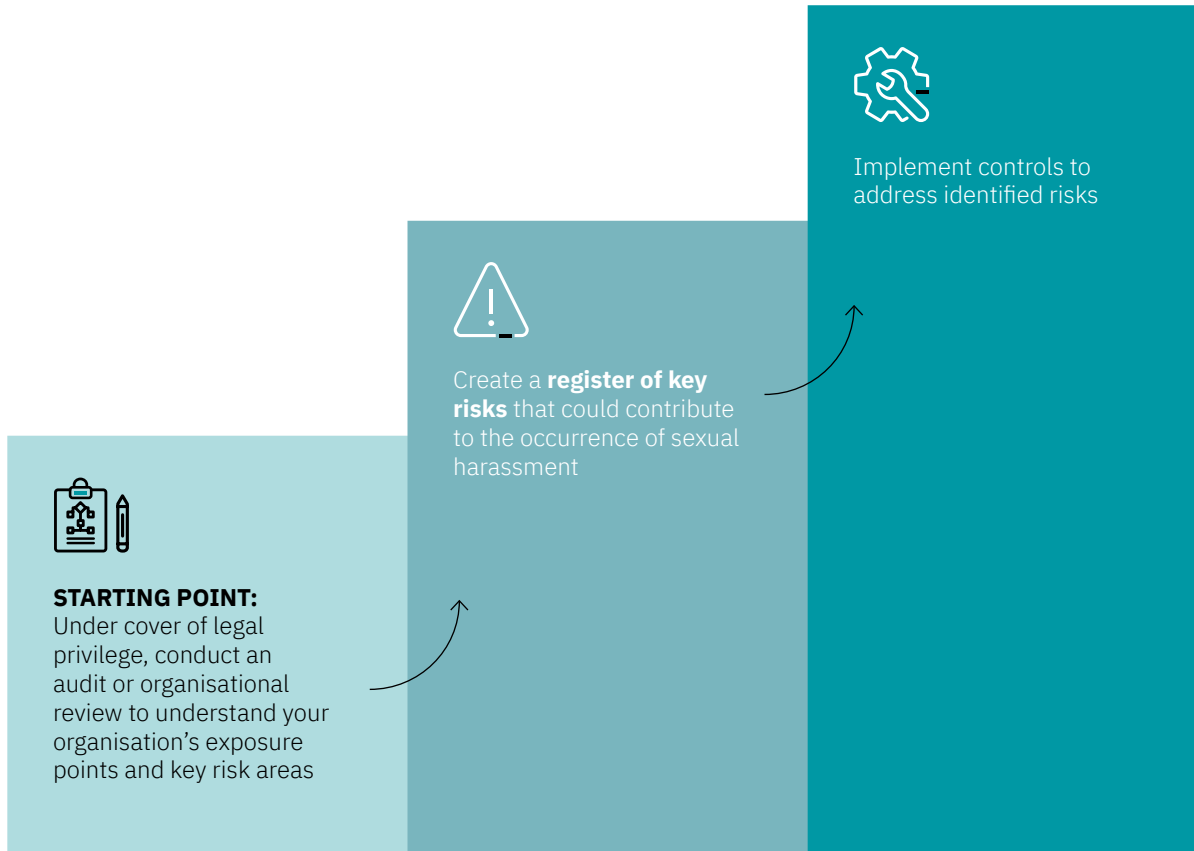 STARTING POINT:
Under cover of legal
privilege, conduct an
audit or organisational
review to understand your
organisation’s exposure
points and key risk areas
Create a register of key
risks that could contribute
to the occurrence of sexual
harassment
Implement controls to
address identified risks